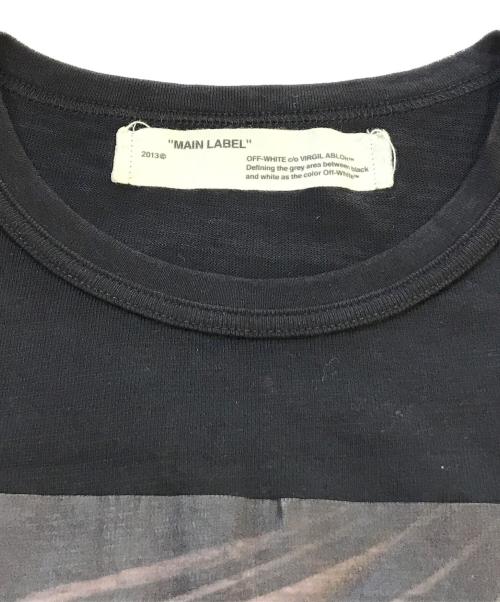 "MAIN LABEL"
2013©
OFF-WHITE c/o VIRGIL ABLOH™
Defining the grey area between black
and white as the color Off-White™